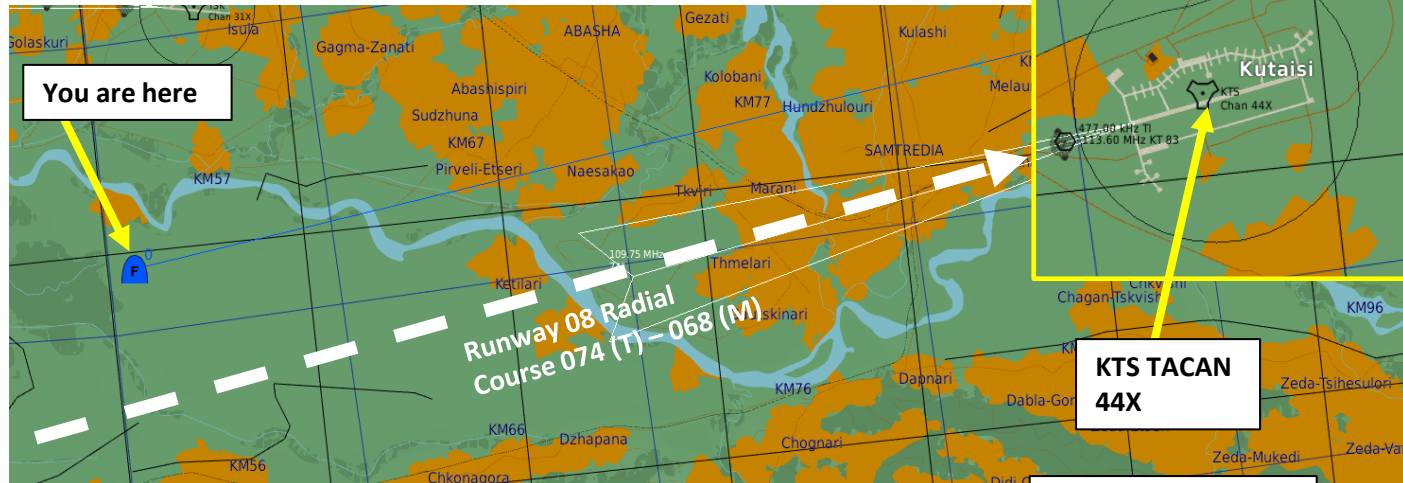 TSK
Chan 31X
Isula
Golaskuri
Gagma-Zanati
ABASHA
Gezati
Kulashi
You are here
Abashispiri
Kolobani
KM77
Hundzhulouri
Sudzhuna
KM67
Pirveli-Etseri
Naesakao
SAMTREDIA
KM57
Tkviri
Marani
Kutaisi
KTS
Chan 44X
477.00 kHz TI
113.60 MHz KT 83
0
F
109.75 MHz
Ketilari
Thmelari
Runway 08 Radial
Course 074 (T) – 068 (M)
Chagan-Tskvishi
KM96
KTS TACAN
44X
KM76
Dapnari
Zeda-Tsihesulori
KM66
Dzhapana
Chognari
KM56
Chkonagora
Zeda-Mukedi